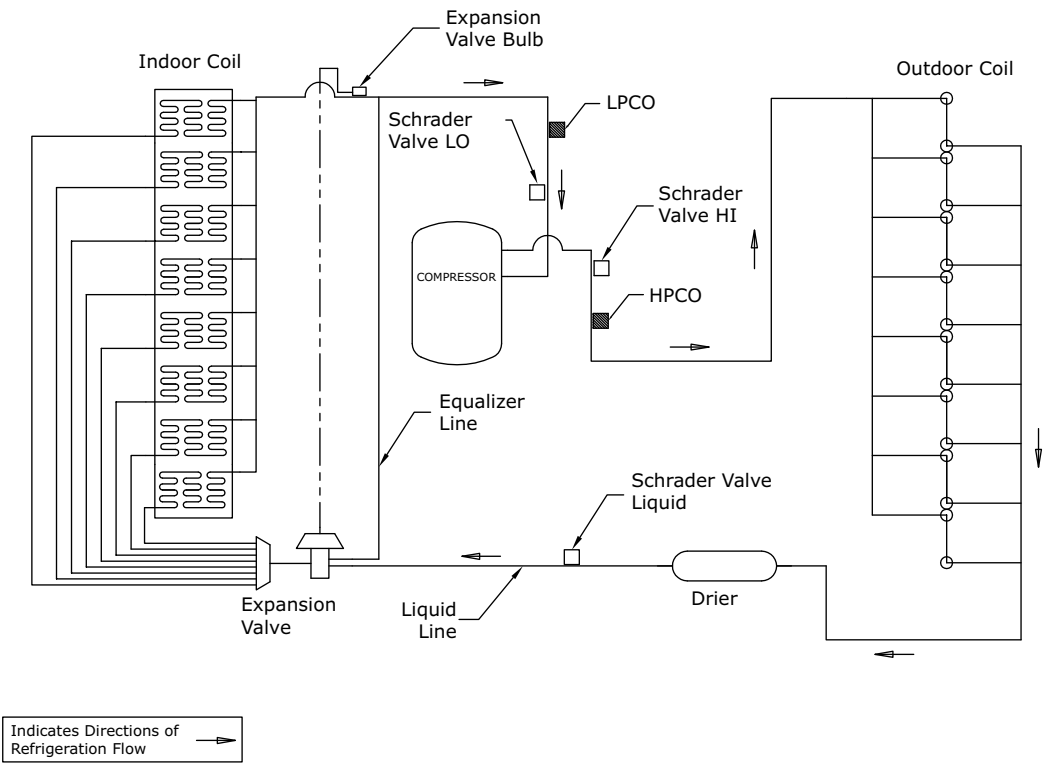 Expansion
Valve Bulb
Indoor Coil
Outdoor Coil
LPCO
Schrader
Valve LO
Schrader
Valve HI
COMPRESSOR
HPCO
Equalizer
Line
Schrader Valve
Liquid
Expansion
Valve
Liquid
Line
Drier
Indicates Directions of
Refrigeration Flow